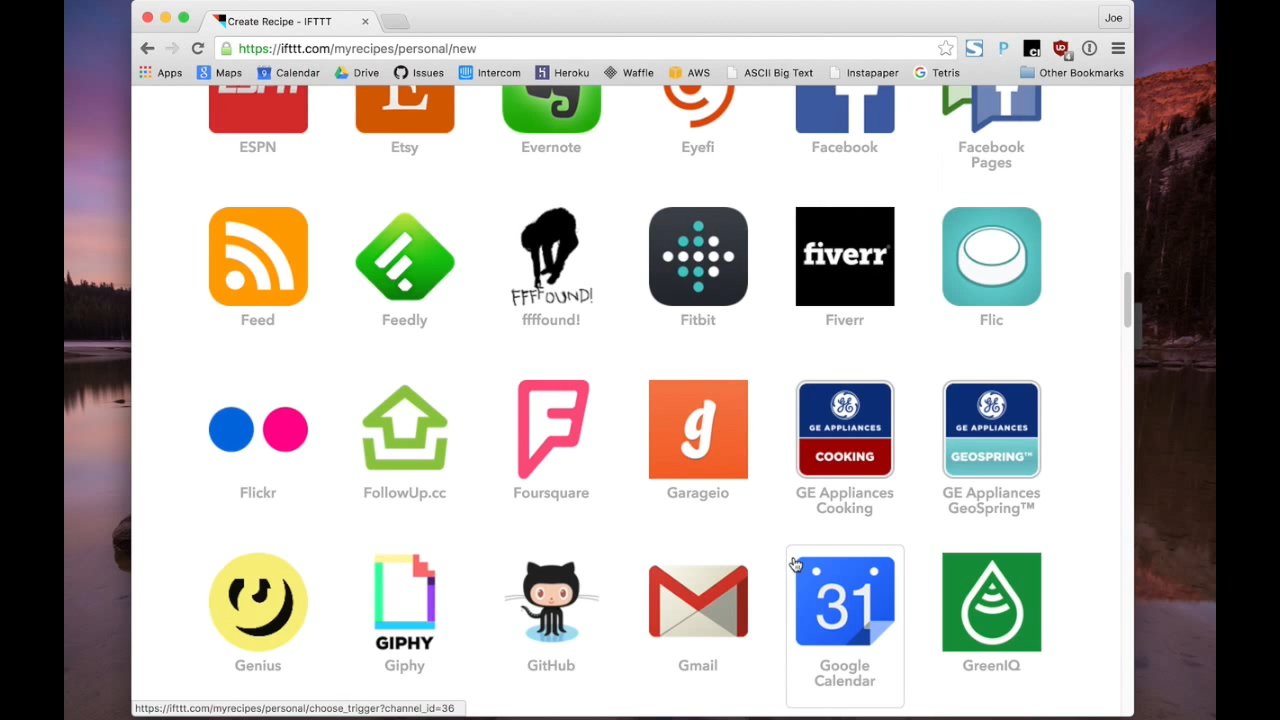 Create Recipe - IFTTT
Joe
https://ifttt.com/myrecipes/personal/new
Apps Maps Calendar Drive Issues Intercom Heroku Waffle AWS ASCII Big Text Instapaper Tetris Other Bookmarks
ESPN Etsy Evernote Eyefi Facebook Facebook Pages
fiverr
FFFFOUND!
Feed Feedly ffffound! Fitbit Fiverr Flic
GE APPLIANCES GE APPLIANCES
COOKING GEOSPRING™
Flickr FollowUp.cc Foursquare Garageio GE Appliances Cooking GE Appliances GeoSpring™
31
GIPHY
Genius Giphy GitHub Gmail Google Calendar GreenIQ
https://ifttt.com/myrecipes/personal/choose_trigger?channel_id=36